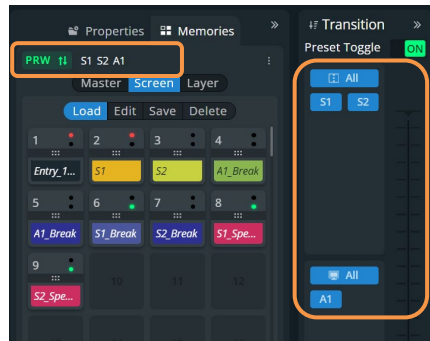 Properties Memories
PRW S1 S2 A1
Master Screen Layer
Load Edit Save Delete
1 2 3 4
Entry_1... S1 S2 A1_Break
5 6 7 8
A1_Break S1_Break S2_Break S1_Spe...
9 10 11 12
S2_Spe...
Transition
Preset Toggle ON
All
S1 S2
All
A1